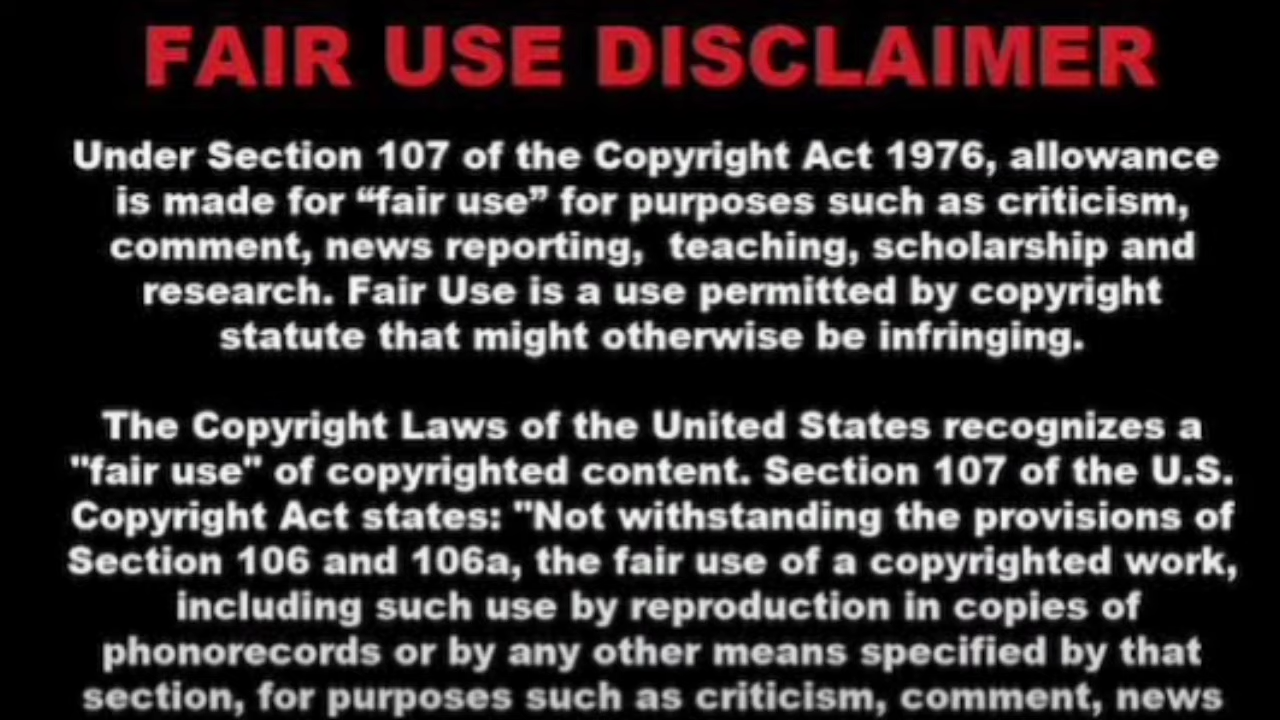 FAIR USE DISCLAIMER
Under Section 107 of the Copyright Act 1976, allowance
is made for “fair use” for purposes such as criticism,
comment, news reporting,  teaching, scholarship and
research. Fair Use is a use permitted by copyright
statute that might otherwise be infringing.
The Copyright Laws of the United States recognizes a
"fair use" of copyrighted content. Section 107 of the U.S.
Copyright Act states: "Not withstanding the provisions of
Section 106 and 106a, the fair use of a copyrighted work,
including such use by reproduction in copies of
phonorecords or by any other means specified by that
section, for purposes such as criticism, comment, news